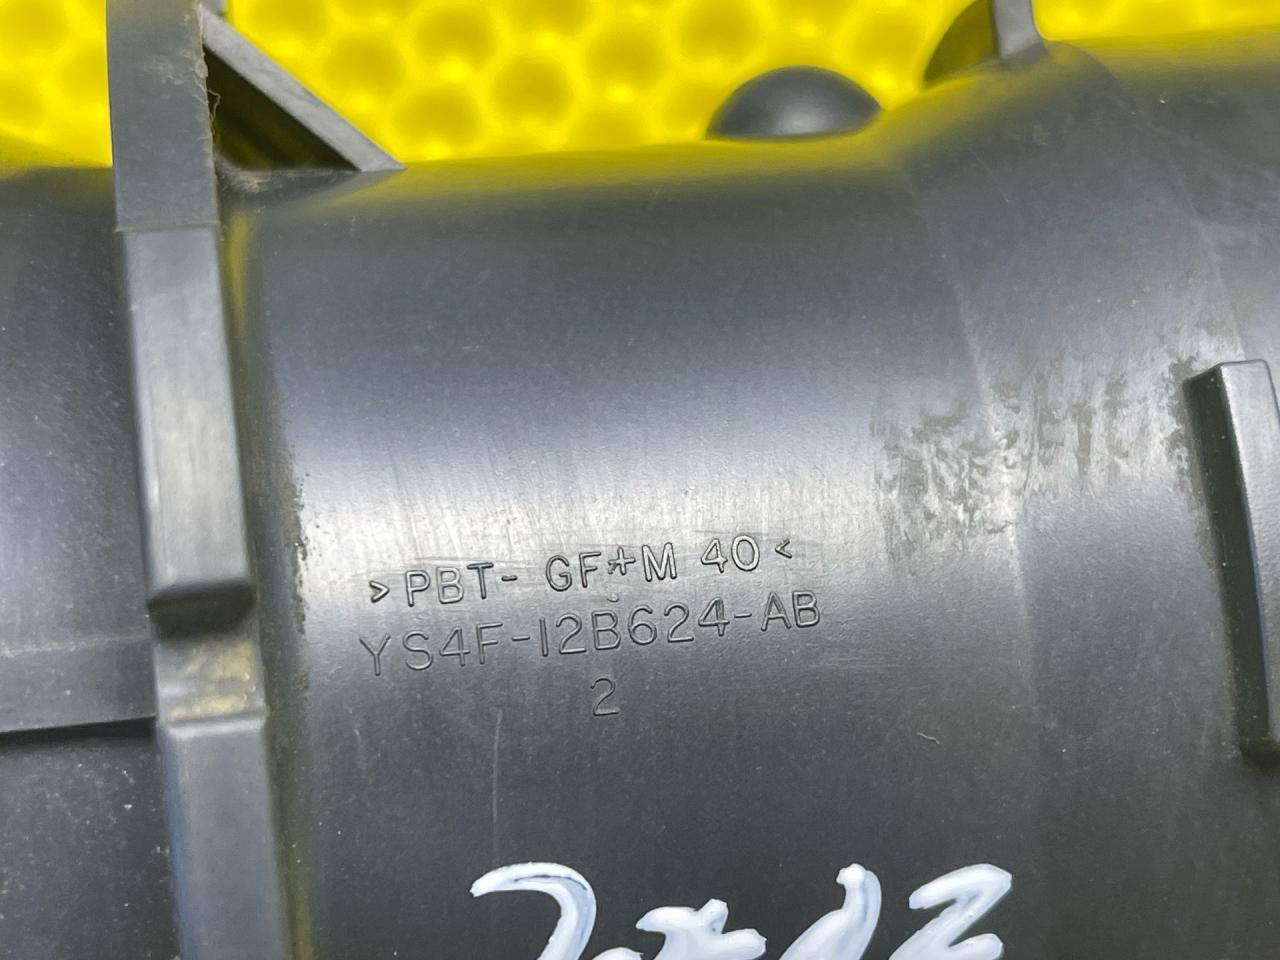 >PBT- GF+M 40<
YS4F-12B624-AB
2